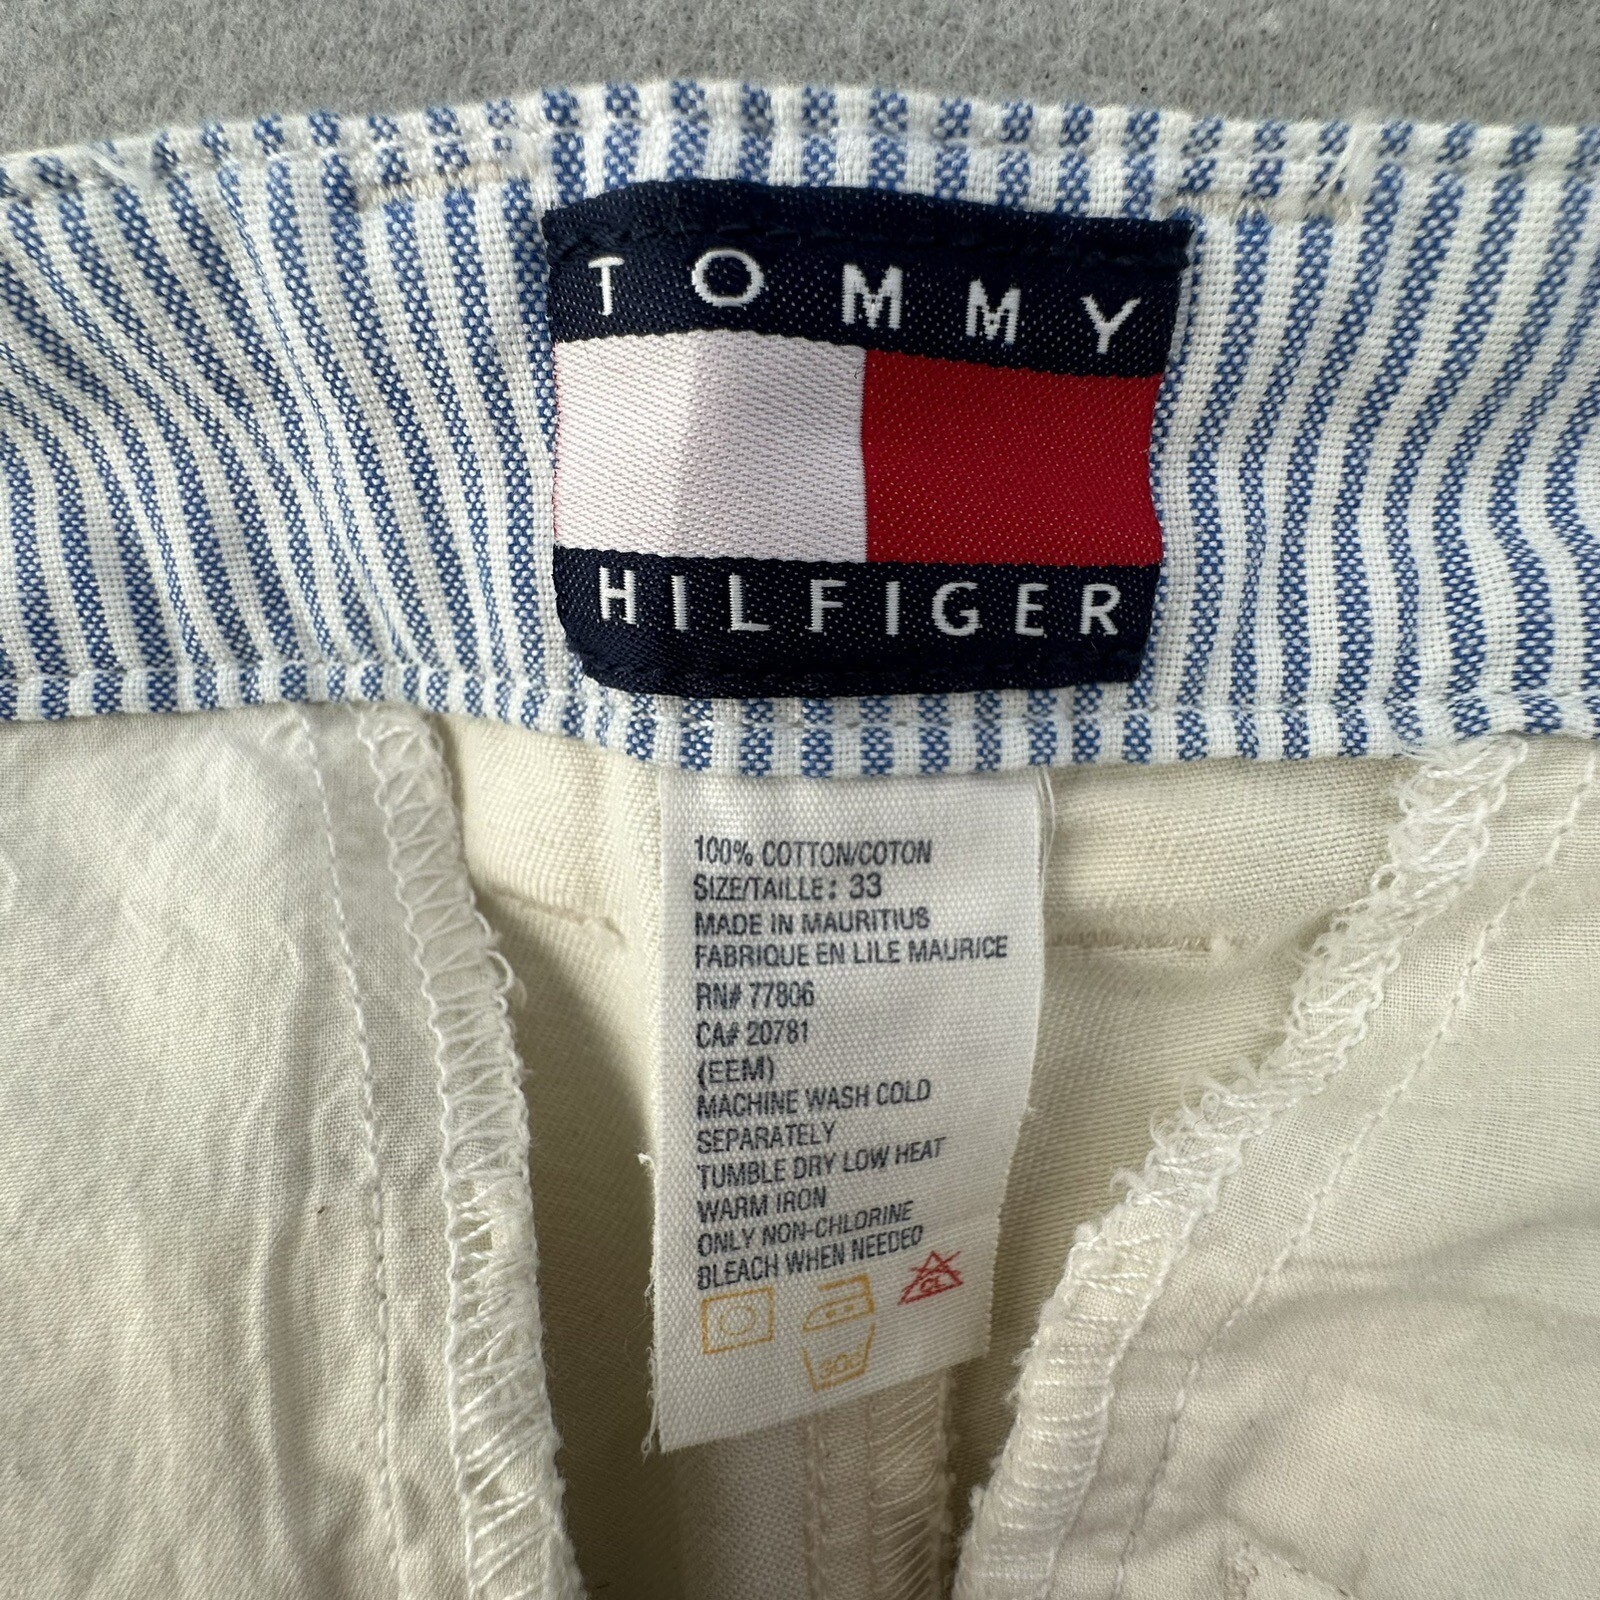 TOMMY
HILFIGER
100% COTTON/COTON
SIZE/TAILLE: 33
MADE IN MAURITIUS
FABRIQUE EN LILE MAURICE
RN# 77806
CA# 20781
(EEM)
MACHINE WASH COLD
SEPARATELY
TUMBLE DRY LOW HEAT
WARM IRON
ONLY NON-CHLORINE
BLEACH WHEN NEEDED
CL